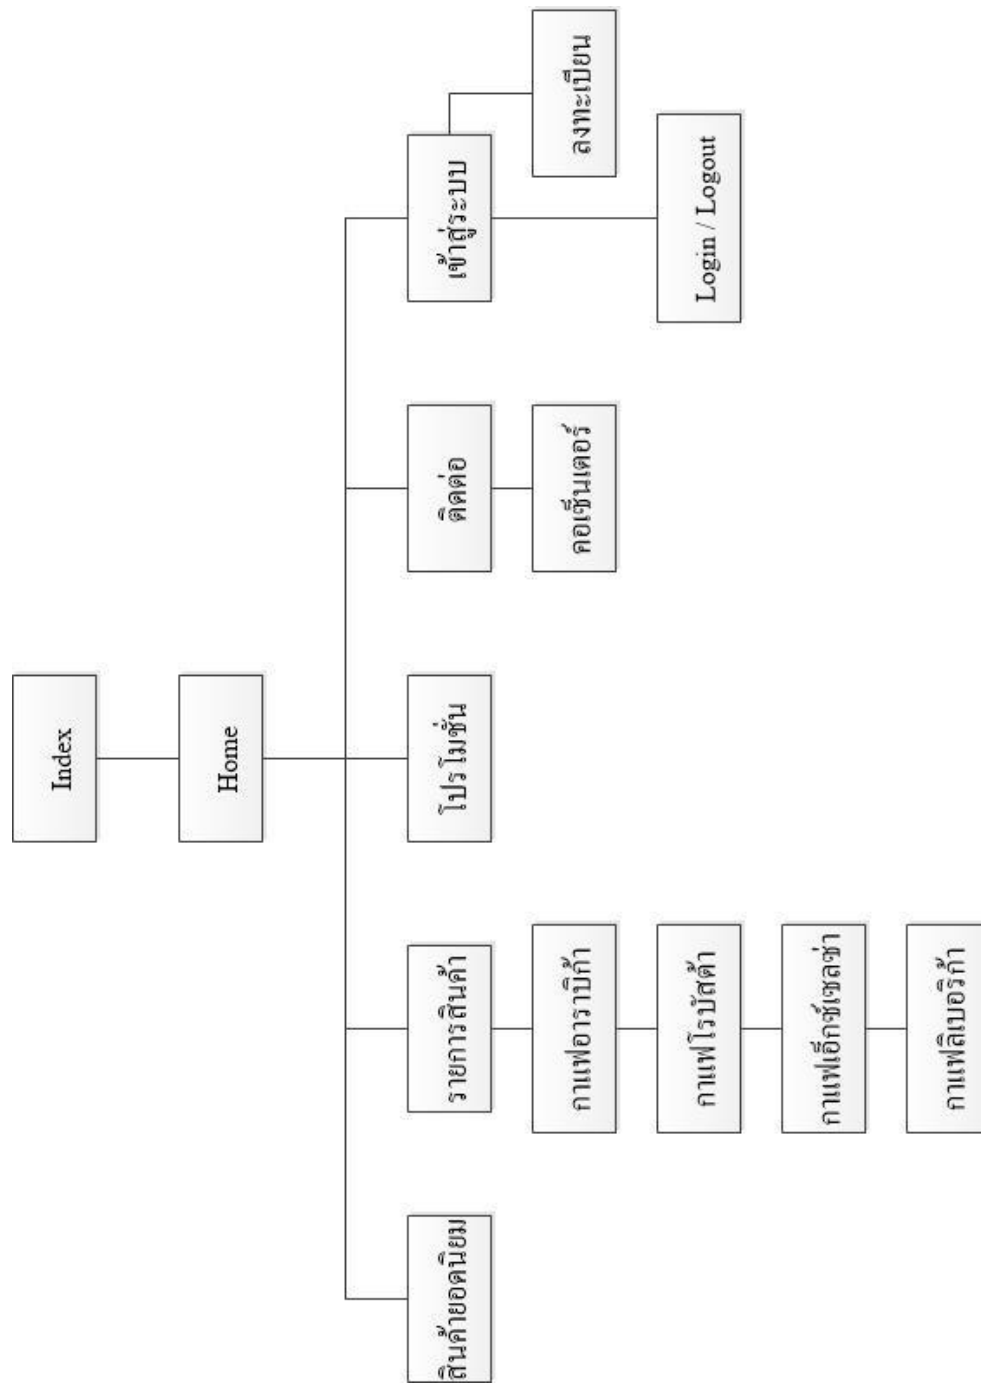 Index
Home
สินค้ายอดนิยม
รายการสินค้า
โปรโมชั่น
ติดต่อ
เข้าสู่ระบบ
กาแฟอาราบิก้า
กาแฟโรบัสต้า
กาแฟเอ็กซ์เซลซ่า
กาแฟลิเบอริก้า
คอเซ็นเตอร์
ลงทะเบียน
Login / Logout